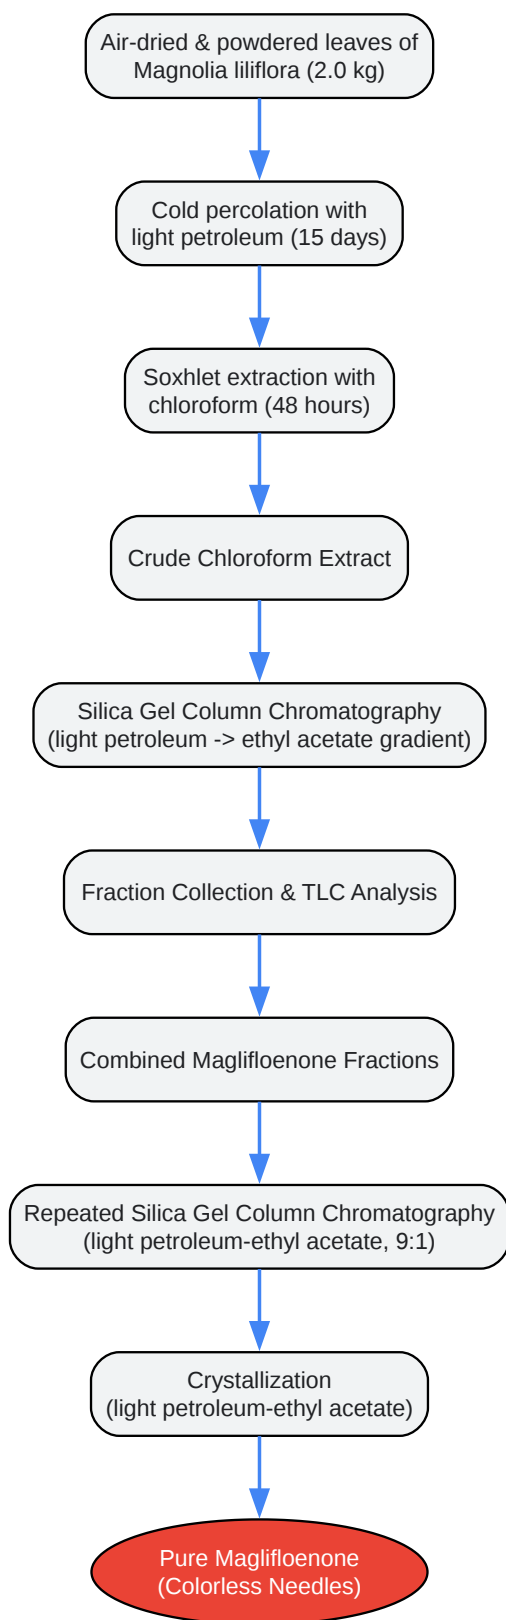 Air-dried & powdered leaves of
Magnolia liliflora (2.0 kg)
Cold percolation with
light petroleum (15 days)
Soxhlet extraction with
chloroform (48 hours)
Crude Chloroform Extract
Silica Gel Column Chromatography
(light petroleum -> ethyl acetate gradient)
Fraction Collection & TLC Analysis
Combined Maglifloenone Fractions
Repeated Silica Gel Column Chromatography
(light petroleum-ethyl acetate, 9:1)
Crystallization
(light petroleum-ethyl acetate)
Pure Maglifloenone
(Colorless Needles)